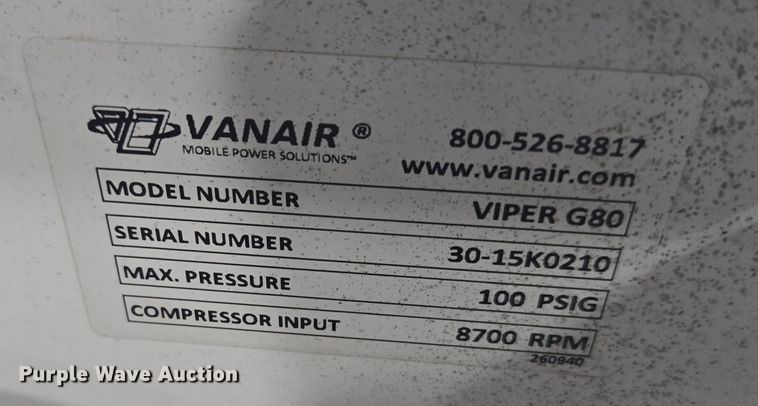 VANAIR ®
MOBILE POWER SOLUTIONS™
800-526-8817
www.vanair.com
MODEL NUMBER VIPER G80
SERIAL NUMBER 30-15K0210
MAX. PRESSURE 100 PSIG
COMPRESSOR INPUT 8700 RPM
260940
Purple Wave Auction